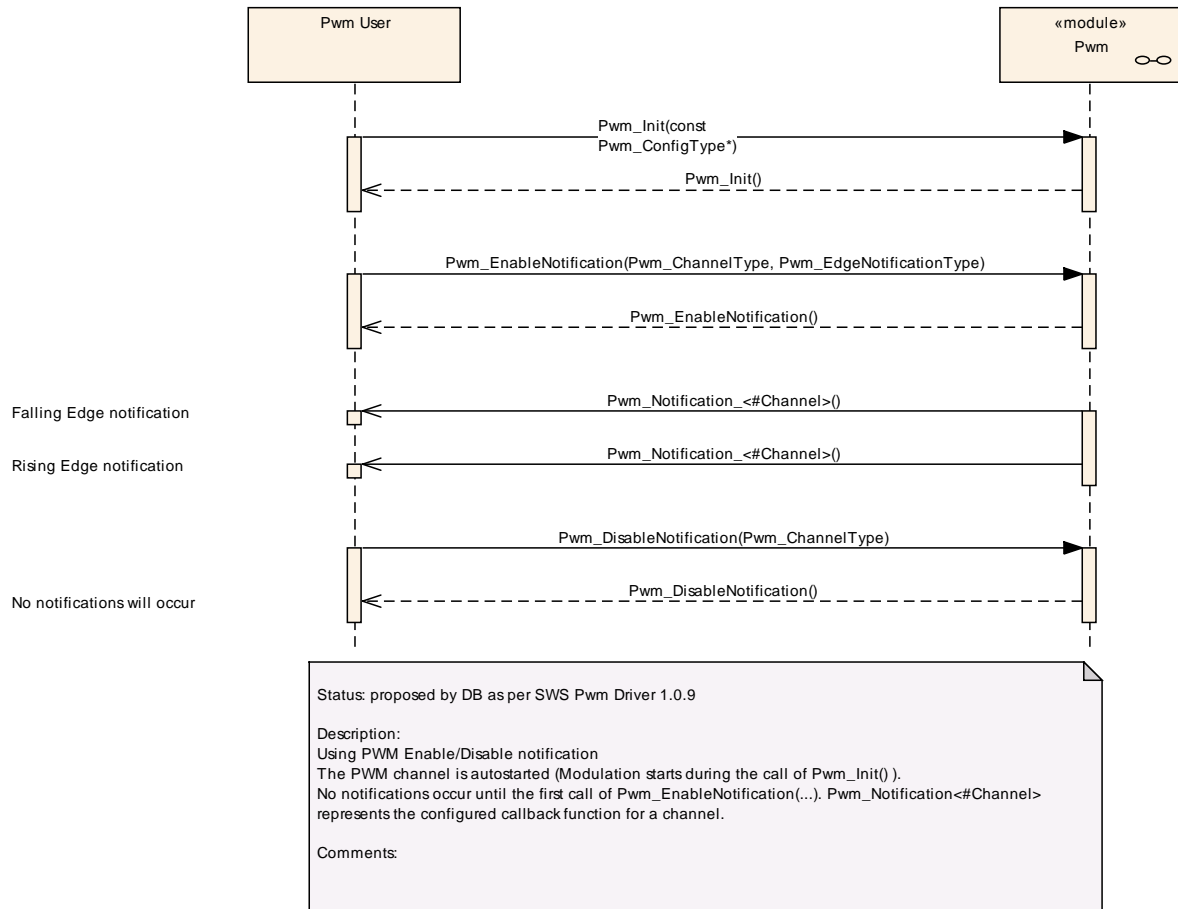 Pwm User
«module»
Pwm
Pwm_Init(const
Pwm_ConfigType*)
Pwm_Init()
Pwm_EnableNotification(Pwm_ChannelType, Pwm_EdgeNotificationType)
Pwm_EnableNotification()
Falling Edge notification
Pwm_Notification_<#Channel>()
Rising Edge notification
Pwm_Notification_<#Channel>()
Pwm_DisableNotification(Pwm_ChannelType)
No notifications will occur
Pwm_DisableNotification()
Status: proposed by DB as per SWS Pwm Driver 1.0.9
Description:
Using PWM Enable/Disable notification
The PWM channel is autostarted (Modulation starts during the call of Pwm_Init() ).
No notifications occur until the first call of Pwm_EnableNotification(...). Pwm_Notification<#Channel>
represents the configured callback function for a channel.
Comments: